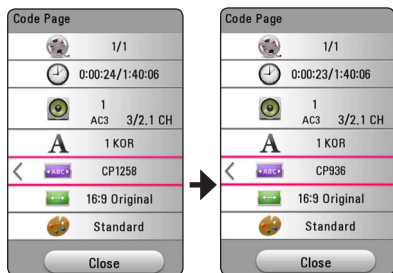 Code Page
1/1
0:00:24/1:40:06
1
AC3 3/2.1 CH
A 1 KOR
ABC CP1258
16:9 Original
Standard
Close
Code Page
1/1
0:00:23/1:40:06
1
AC3 3/2.1 CH
A 1 KOR
ABC CP936
16:9 Original
Standard
Close